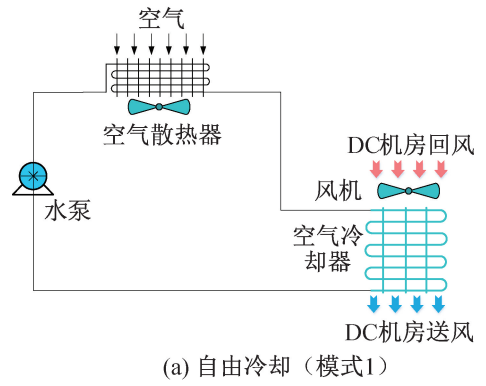 空气
空气散热器
DC机房回风
风机
水泵
空气冷
却器
DC机房送风
(a) 自由冷却（模式1）